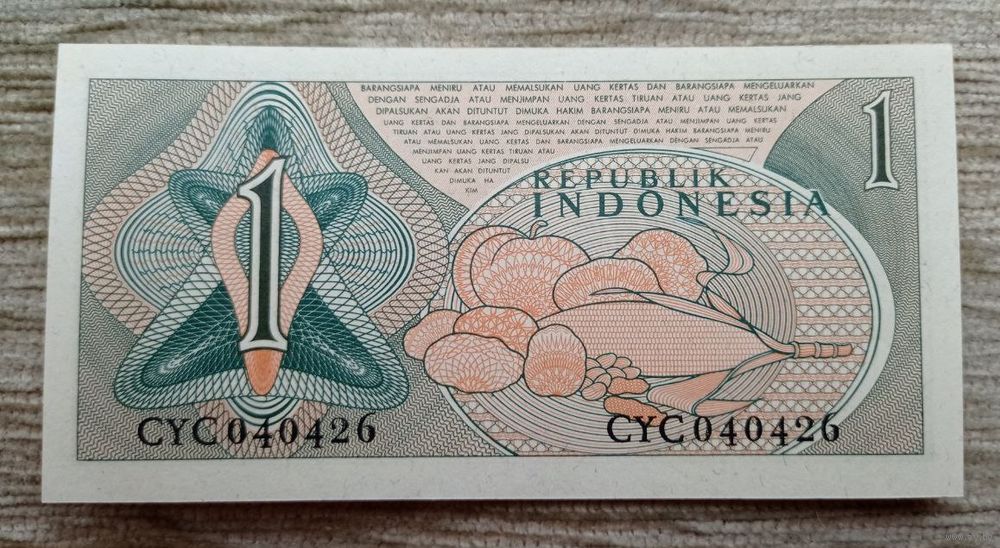 BARANGSIAPA MENIRU ATAU MEMALSUKAN UANG KERTAS DAN BARANGSIAPA MENGELUARKAN
DENGAN SENGADJA ATAU MENJIMPAN UANG KERTAS TIRUAN ATAU UANG KERTAS JANG
DIPALSUKAN AKAN DITUNTUT DIMUKA HAKIM BARANGSIAPA MENIRU ATAU MEMALSUKAN
UANG KERTAS DAN BARANGSIAPA MENGELUARKAN DENGAN SENGADJA ATAU MENJIMPAN UANG KERTAS
TIRUAN ATAU UANG KERTAS JANG DIPALSUKAN AKAN DITUNTUT DIMUKA HAKIM BARANGSIAPA MENIRU
ATAU MEMALSUKAN UANG KERTAS DAN BARANGSIAPA MENGELUARKAN DENGAN SENGADJA ATAU
MENJIMPAN UANG KERTAS TIRUAN ATAU
UANG KERTAS JANG DIPALSU
KAN AKAN DITUNTUT
DIMUKA HA
KIM
1
1
REPUBLIK
INDONESIA
CYC040426
CYC040426